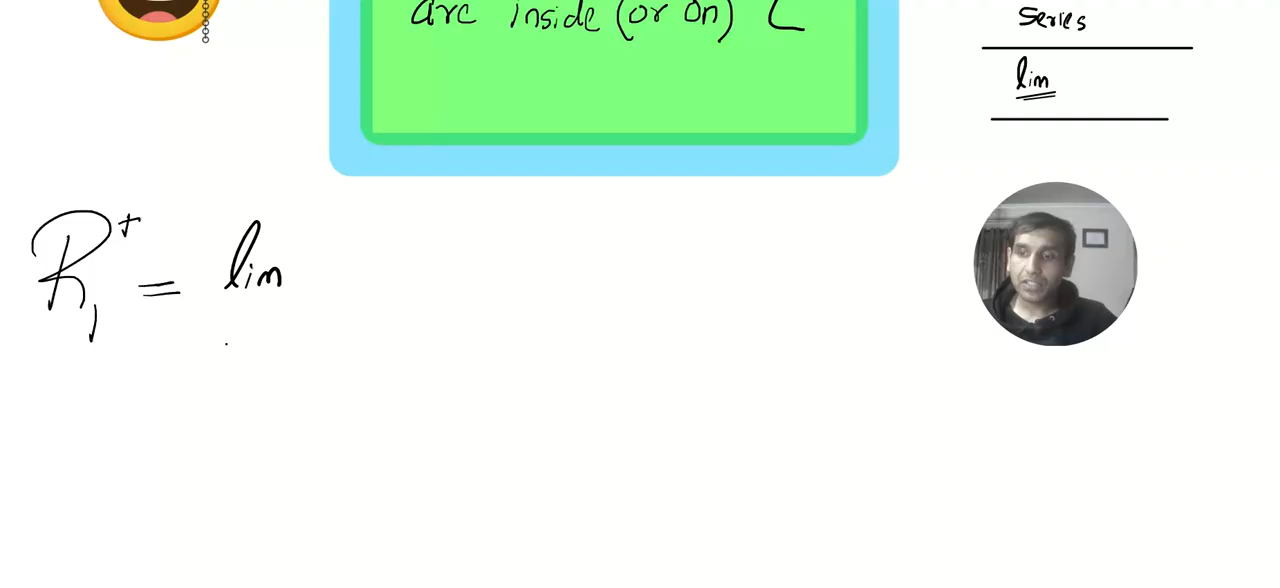 are inside (or on) C
Series
lim
R₁⁺ = lim